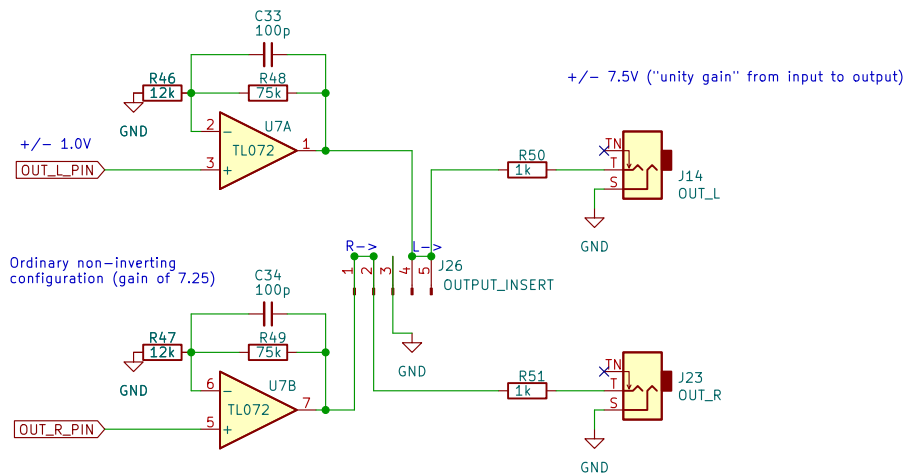 C33
100p
R46
12k
R48
75k
GND
+/- 7.5V ("unity gain" from input to output)
+/- 1.0V
OUT_L_PIN
2
3
U7A
TL072
1
R50
1k
TN
T
S
J14
OUT_L
GND
R->
L->
1
2
3
4
5
J26
OUTPUT_INSERT
GND
Ordinary non-inverting
configuration (gain of 7.25)
C34
100p
R47
12k
R49
75k
GND
OUT_R_PIN
6
5
U7B
TL072
7
R51
1k
TN
T
S
J23
OUT_R
GND